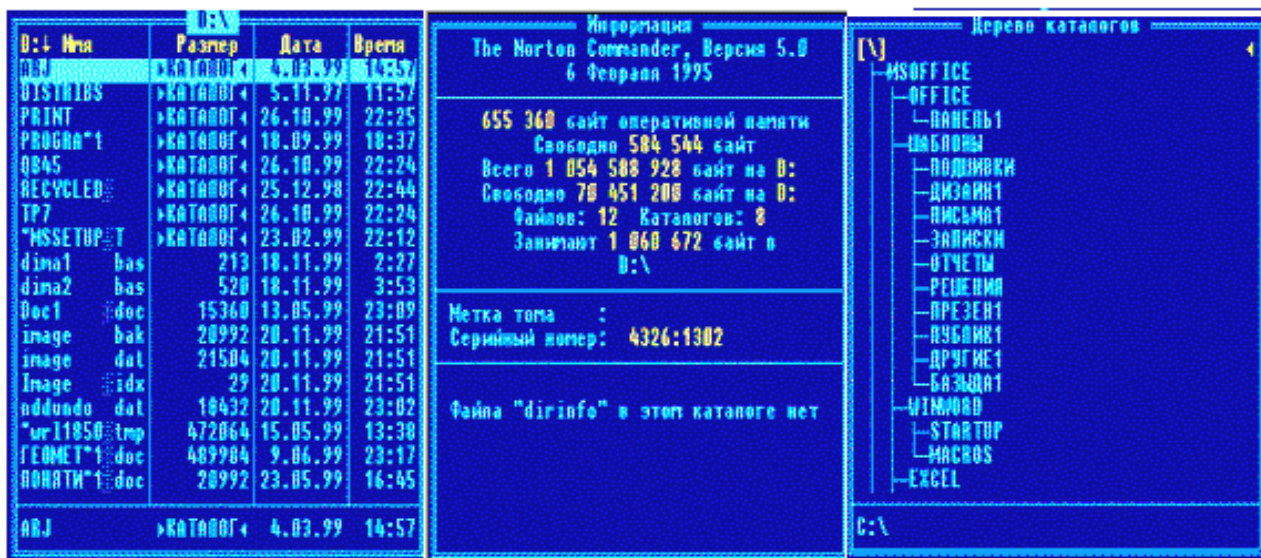 D:\
D:↓ Имя Размер Дата Время
ARJ ►КАТАЛОГ◄ 4.03.99 14:57
DISTRIBS ►КАТАЛОГ◄ 5.11.97 11:57
PRINT ►КАТАЛОГ◄ 26.10.99 22:25
PROGRA~1 ►КАТАЛОГ◄ 18.09.99 18:37
QB45 ►КАТАЛОГ◄ 26.10.99 22:24
RECYCLED ►КАТАЛОГ◄ 25.12.98 22:44
TP7 ►КАТАЛОГ◄ 26.10.99 22:24
~MSSETUP T ►КАТАЛОГ◄ 23.02.99 22:12
dima1 bas 213 18.11.99 2:27
dima2 bas 520 18.11.99 3:53
Doc1 doc 15360 13.05.99 23:09
image bak 20992 20.11.99 21:51
image dat 21504 20.11.99 21:51
Image idx 29 20.11.99 21:51
nddundo dat 18432 20.11.99 23:02
~wrl1850 tmp 472064 15.05.99 13:38
ГЕОМЕТ~1 doc 489984 9.06.99 23:17
ПОНЯТИ~1 doc 20992 23.05.99 16:45
ARJ ►КАТАЛОГ◄ 4.03.99 14:57
Информация
The Norton Commander, Версия 5.0
6 Февраля 1995
655 360 байт оперативной памяти
Свободно 584 544 байт
Всего 1 054 588 928 байт на D:
Свободно 70 451 200 байт на D:
Файлов: 12 Каталогов: 8
Занимают 1 060 672 байт в
D:\
Метка тома :
Серийный номер: 4326:1302
Файла "dirinfo" в этом каталоге нет
Дерево каталогов
[\]
MSOFFICE
OFFICE
ПАНЕЛЬ1
ШАБЛОНЫ
ПОДШИВКИ
ДИЗАЙН1
ПИСЬМА1
ЗАПИСКИ
ОТЧЕТЫ
РЕШЕНИЯ
ПРЕЗЕН1
ПУБЛИК1
ДРУГИЕ1
БАЗЫДА1
WINWORD
STARTUP
MACROS
EXCEL
C:\